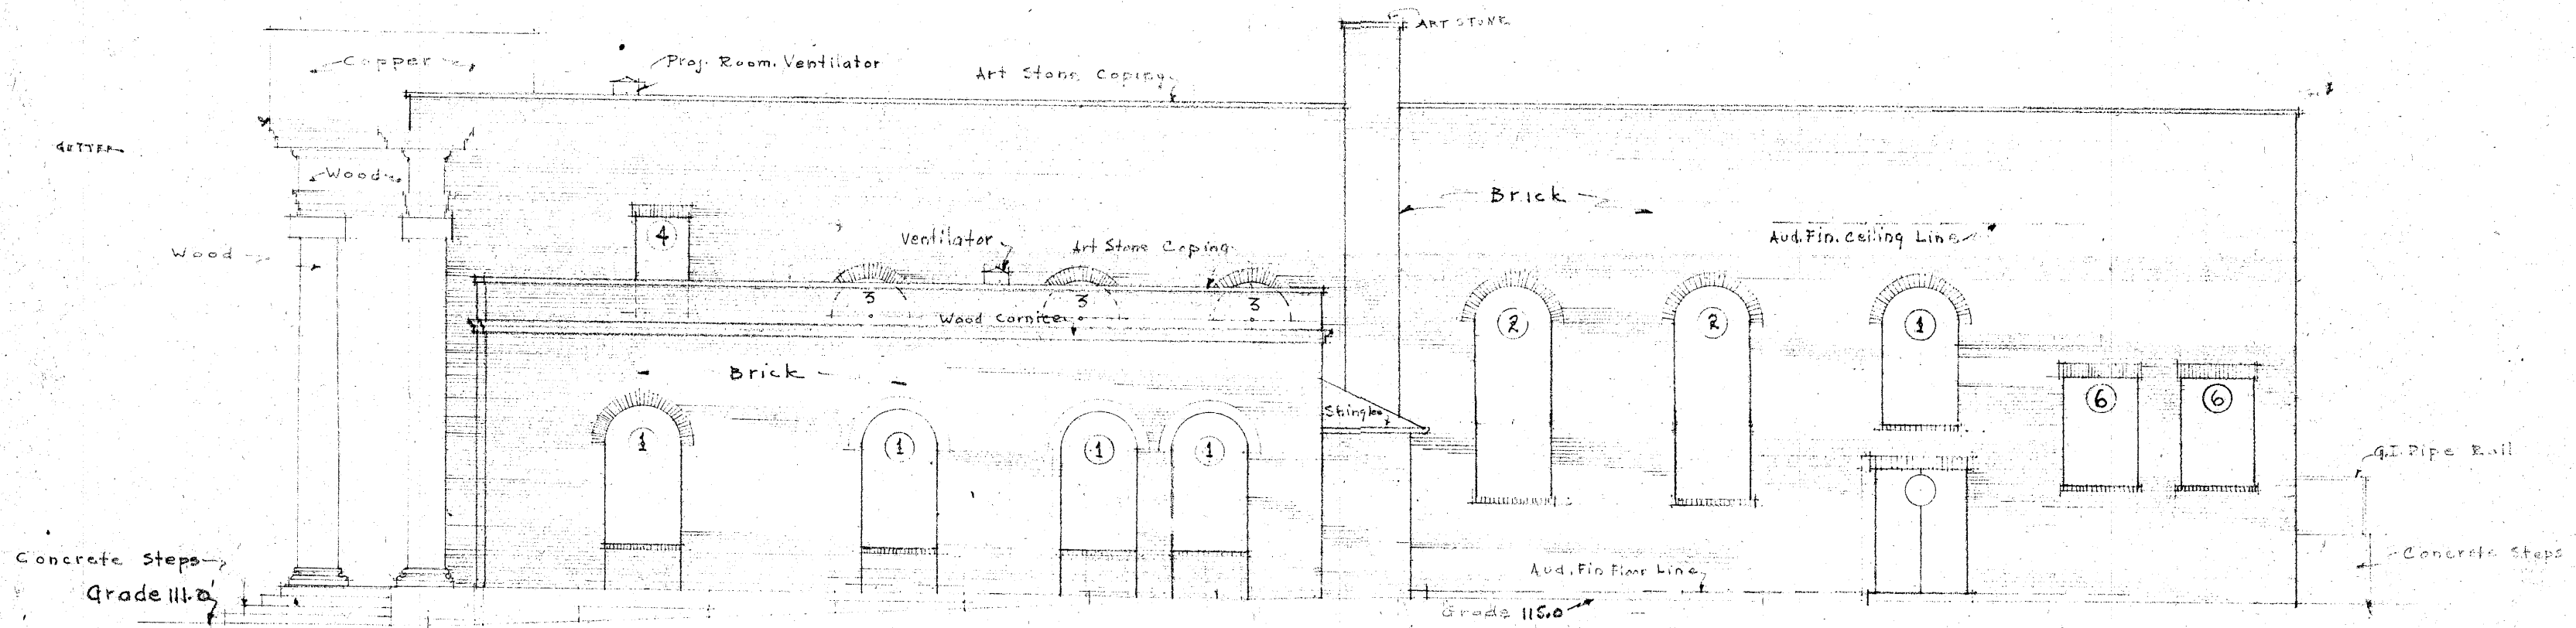 ART STONE
Copper
Proj. Room. Ventilator
Art Stone Coping
GUTTER
Wood
Brick
4
Ventilator
Art Stone Coping
Aud. Fin. Ceiling Line
Wood
3
3
3
Wood Cornice
2
2
1
Brick
6
6
Shingles
1
1
1
1
G.I. Pipe Rail
Concrete Steps
Concrete Steps
Aud. Fin Floor Line
Grade 111.0
Grade 115.0